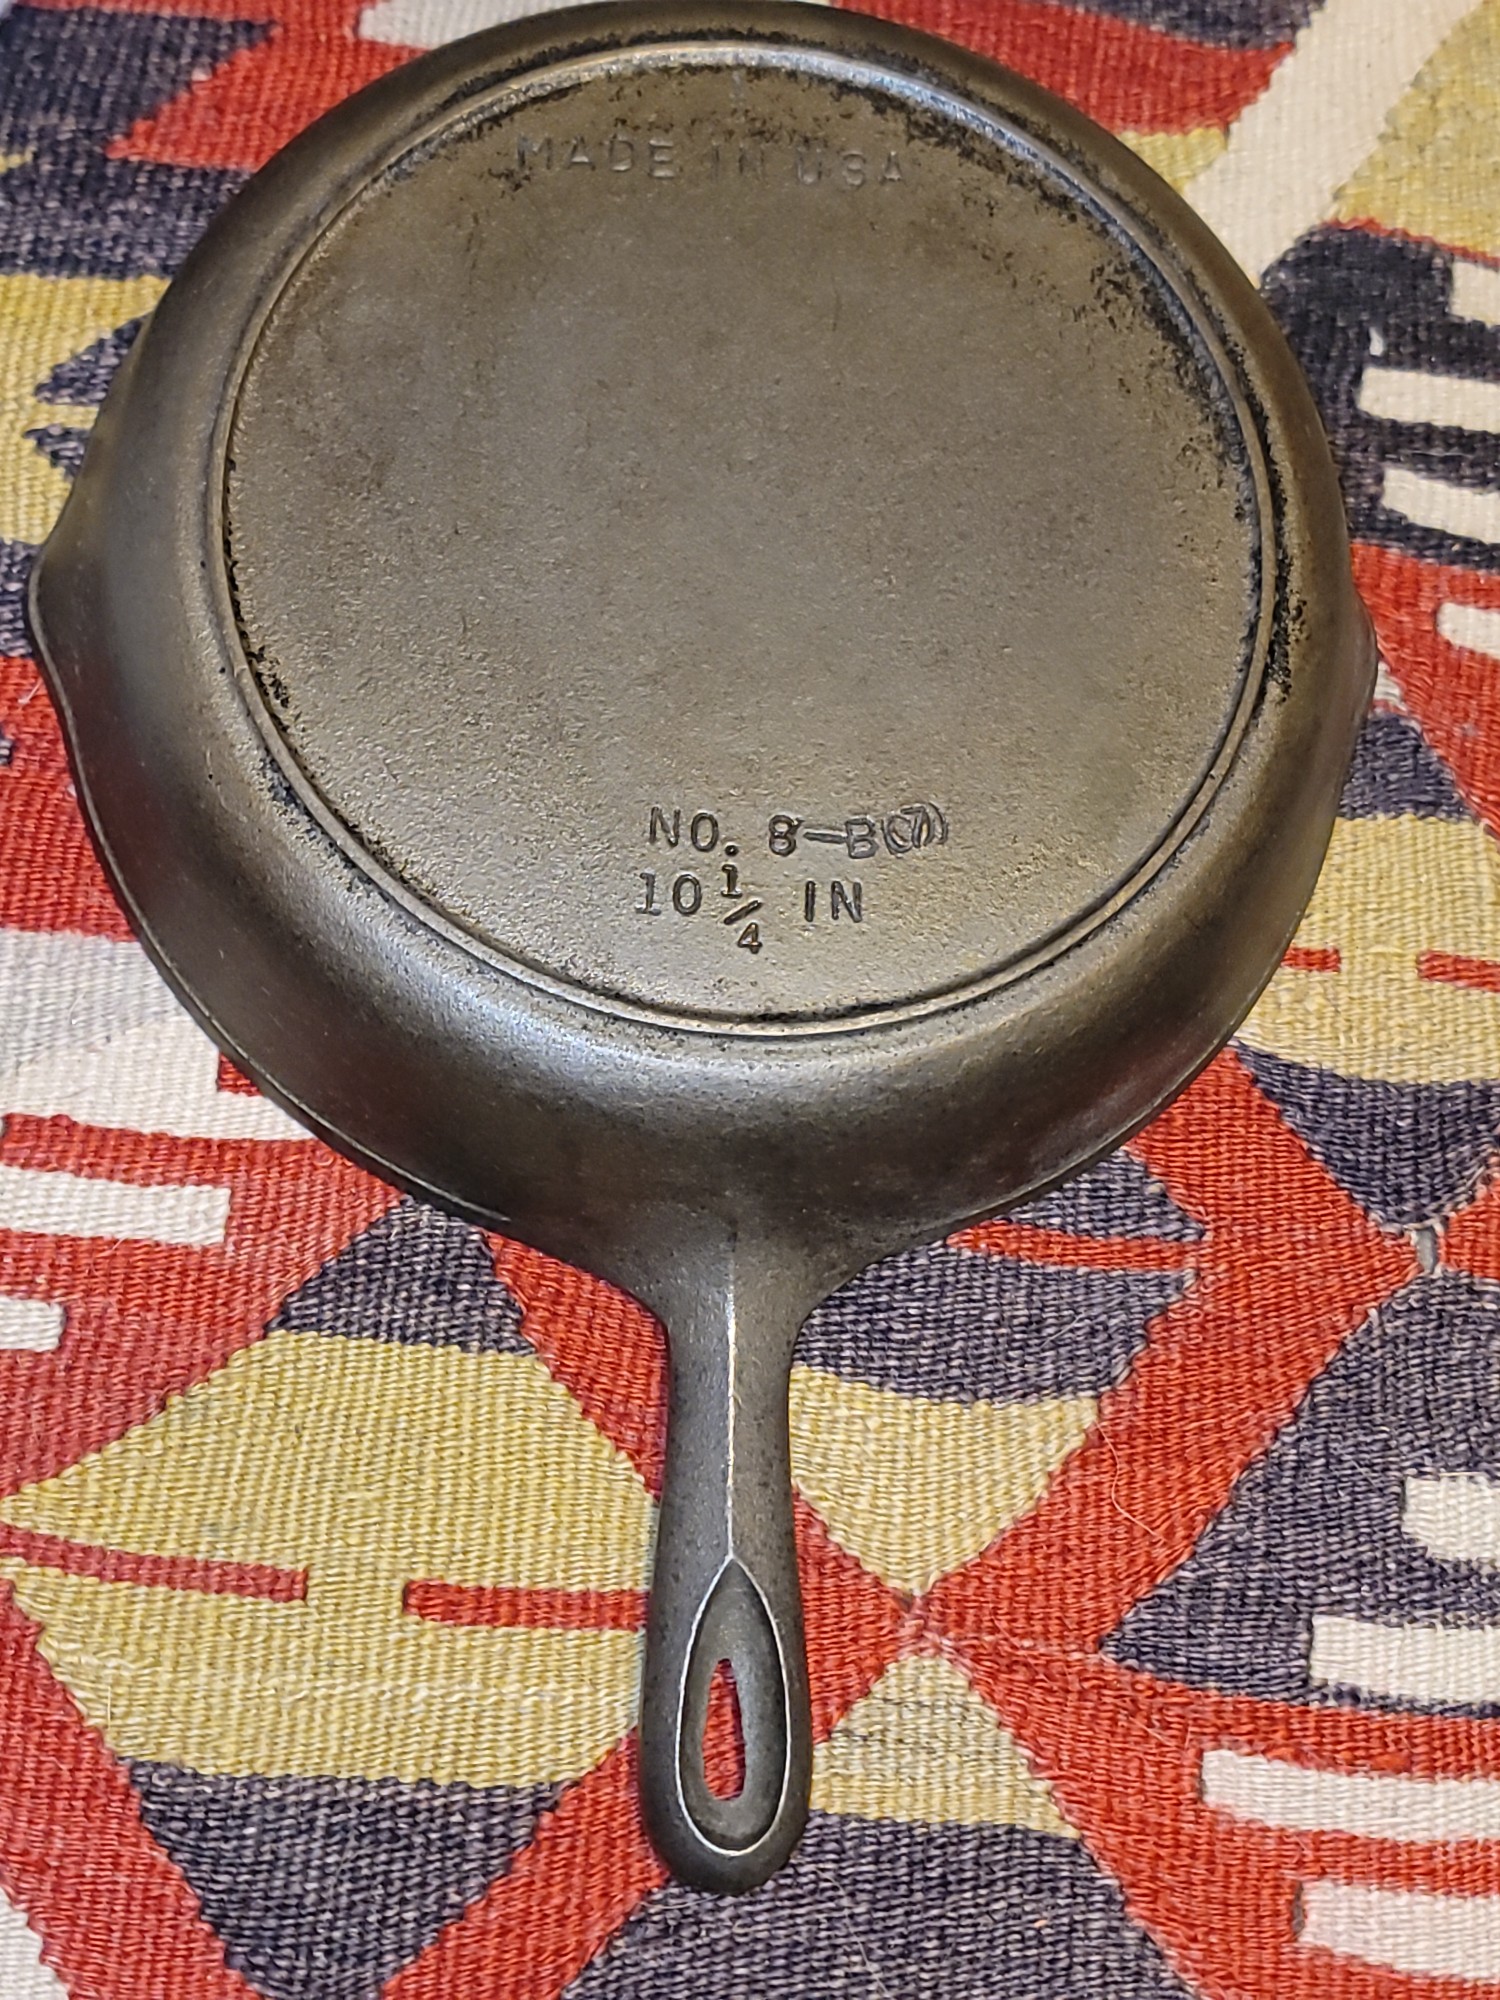 MADE IN USA
NO. 8-B(7)
10 1/4 IN